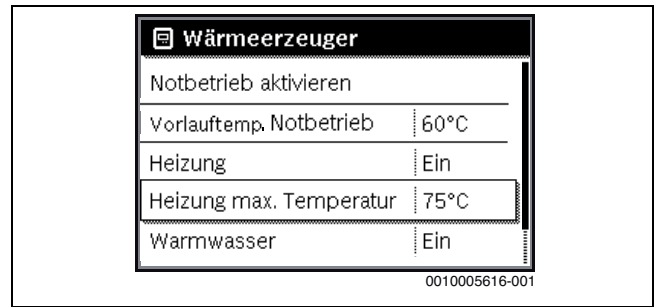 Wärmeerzeuger
Notbetrieb aktivieren
Vorlauftemp. Notbetrieb 60°C
Heizung Ein
Heizung max. Temperatur 75°C
Warmwasser Ein
0010005616-001